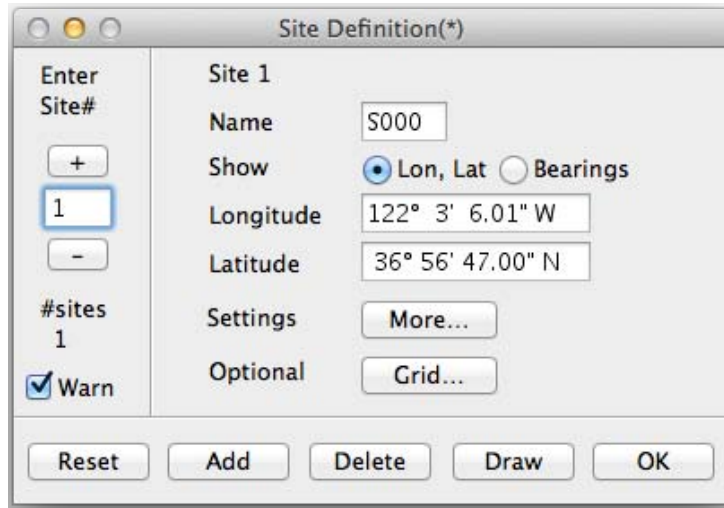 Site Definition(*)
Enter
Site#
+
1
-
#sites
1
Warn
Site 1
Name S000
Show Lon, Lat Bearings
Longitude 122° 3' 6.01" W
Latitude 36° 56' 47.00" N
Settings More...
Optional Grid...
Reset Add Delete Draw OK